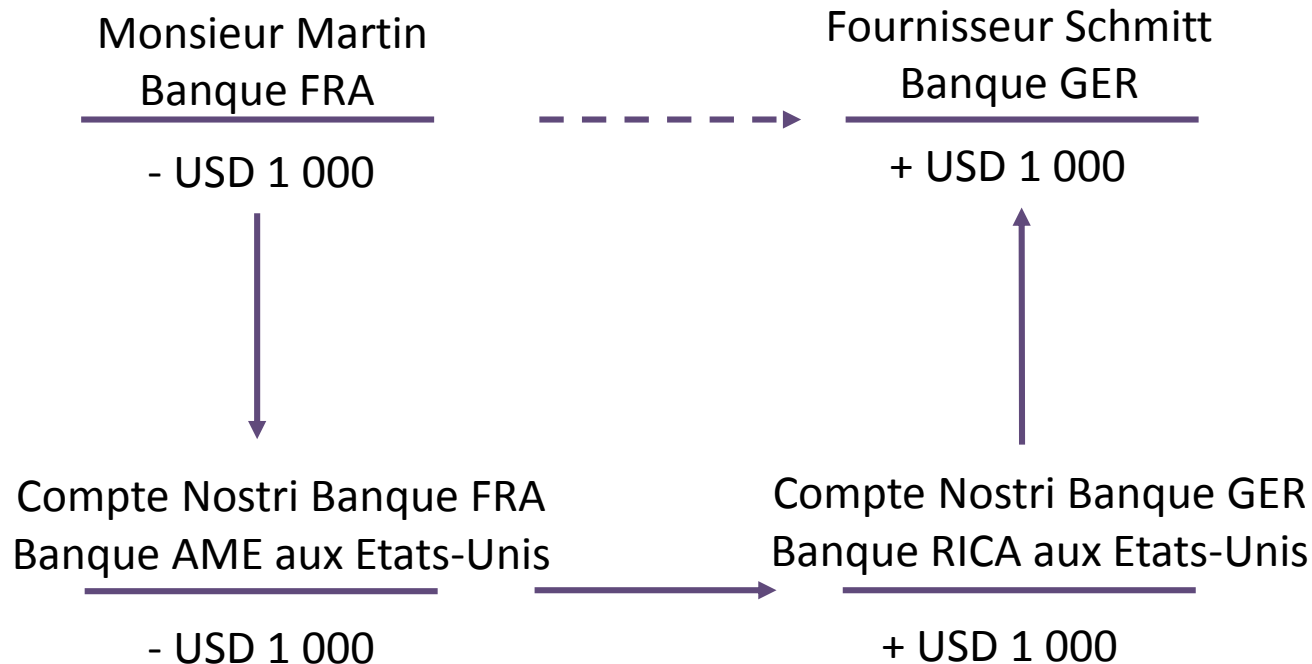 Monsieur Martin
Banque FRA
- USD 1 000
Fournisseur Schmitt
Banque GER
+ USD 1 000
Compte Nostri Banque FRA
Banque AME aux Etats-Unis
- USD 1 000
Compte Nostri Banque GER
Banque RICA aux Etats-Unis
+ USD 1 000